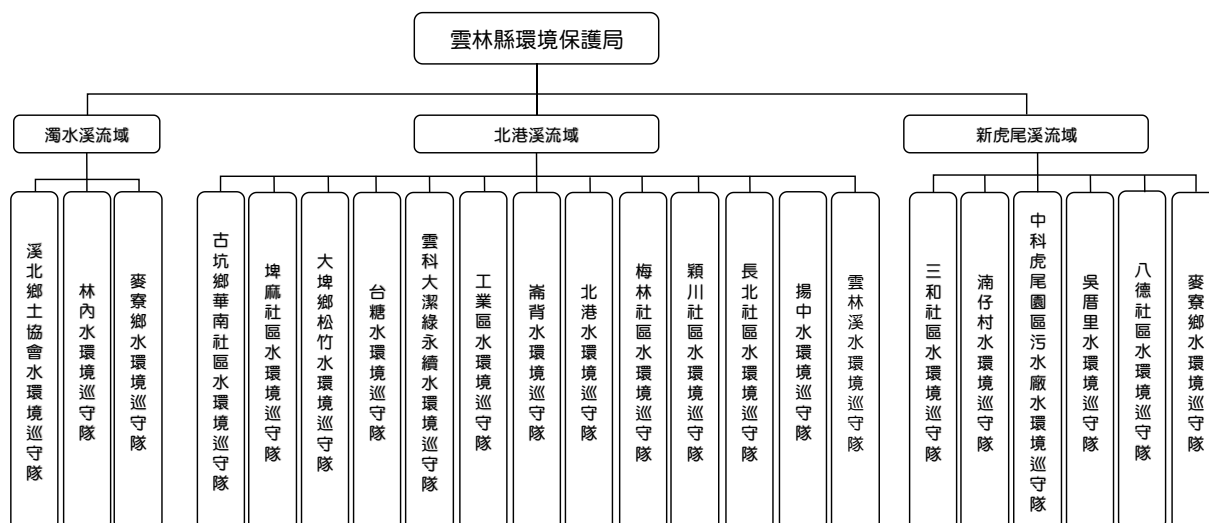 雲林縣環境保護局
濁水溪流域
北港溪流域
新虎尾溪流域
溪北鄉土協會水環境巡守隊
林內水環境巡守隊
麥寮鄉水環境巡守隊
古坑鄉華南社區水環境巡守隊
埤麻社區水環境巡守隊
大埤鄉松竹水環境巡守隊
台糖水環境巡守隊
雲科大潔綠永續水環境巡守隊
工業區水環境巡守隊
崙背水環境巡守隊
北港水環境巡守隊
梅林社區水環境巡守隊
穎川社區水環境巡守隊
長北社區水環境巡守隊
揚中水環境巡守隊
雲林溪水環境巡守隊
三和社區水環境巡守隊
湳仔村水環境巡守隊
中科虎尾園區污水廠水環境巡守隊
吳厝里水環境巡守隊
八德社區水環境巡守隊
麥寮鄉水環境巡守隊